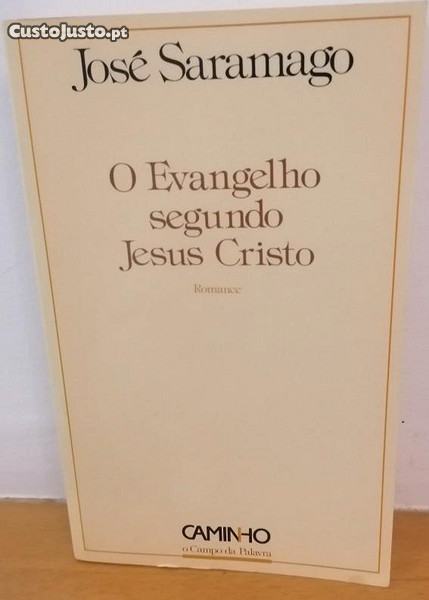 CustoJusto.pt
José Saramago
O Evangelho
segundo
Jesus Cristo
Romance
CAMINHO
o Campo da Palavra